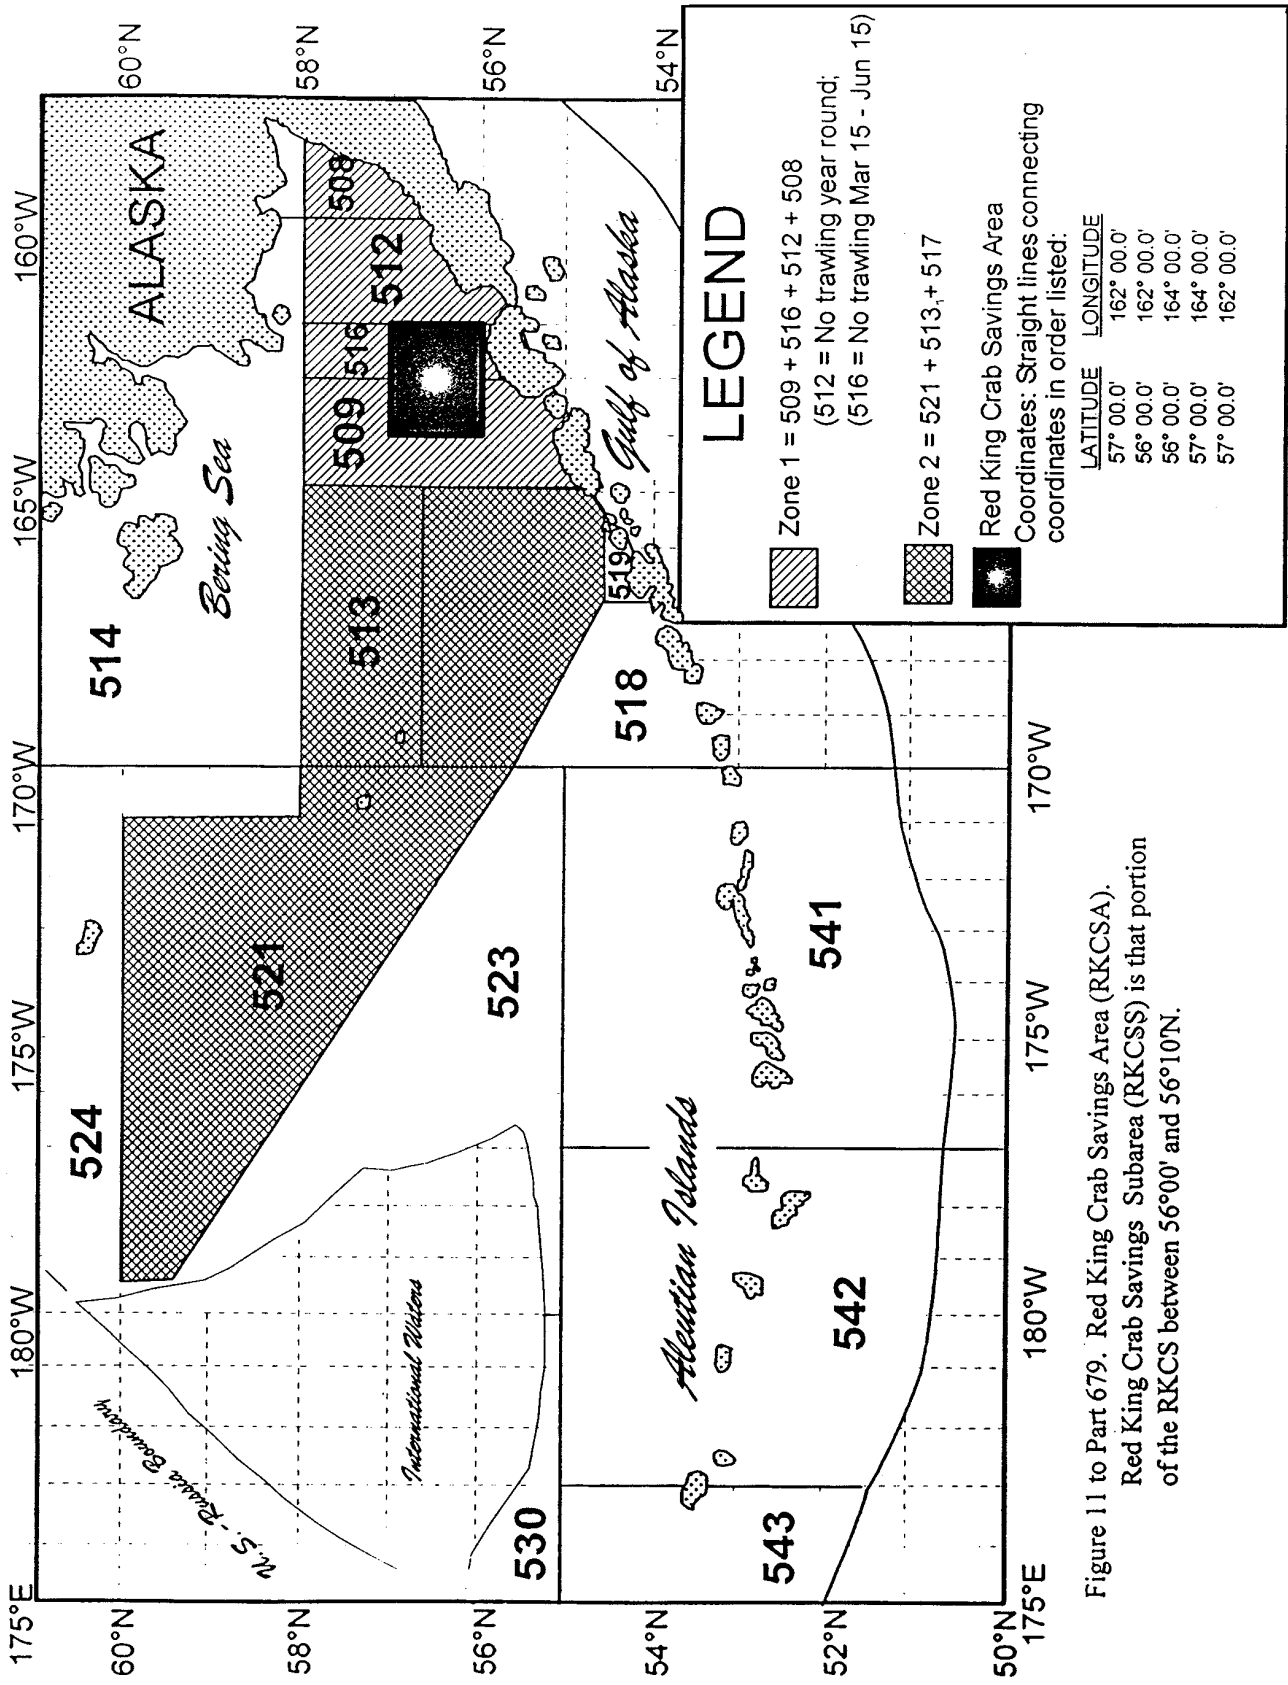 175°E
180°W
175°W
170°W
165°W
160°W
60°N
58°N
56°N
54°N
50°N
60°N
58°N
56°N
54°N
175°E
180°W
175°W
170°W
ALASKA
Bering Sea
Gulf of Alaska
Aleutian Islands
International Waters
U.S. - Russia Boundary
524
514
521
513
509
516
512
508
523
518
519
530
543
542
541
LEGEND
Zone 1 = 509 + 516 + 512 + 508
(512 = No trawling year round;
(516 = No trawling Mar 15 - Jun 15)
Zone 2 = 521 + 513 + 517
Red King Crab Savings Area
Coordinates: Straight lines connecting
coordinates in order listed:
LATITUDE LONGITUDE
57° 00.0' 162° 00.0'
56° 00.0' 162° 00.0'
56° 00.0' 164° 00.0'
57° 00.0' 164° 00.0'
57° 00.0' 162° 00.0'
Figure 11 to Part 679. Red King Crab Savings Area (RKCSA).
Red King Crab Savings Subarea (RKCSS) is that portion
of the RKCS between 56°00' and 56°10'N.